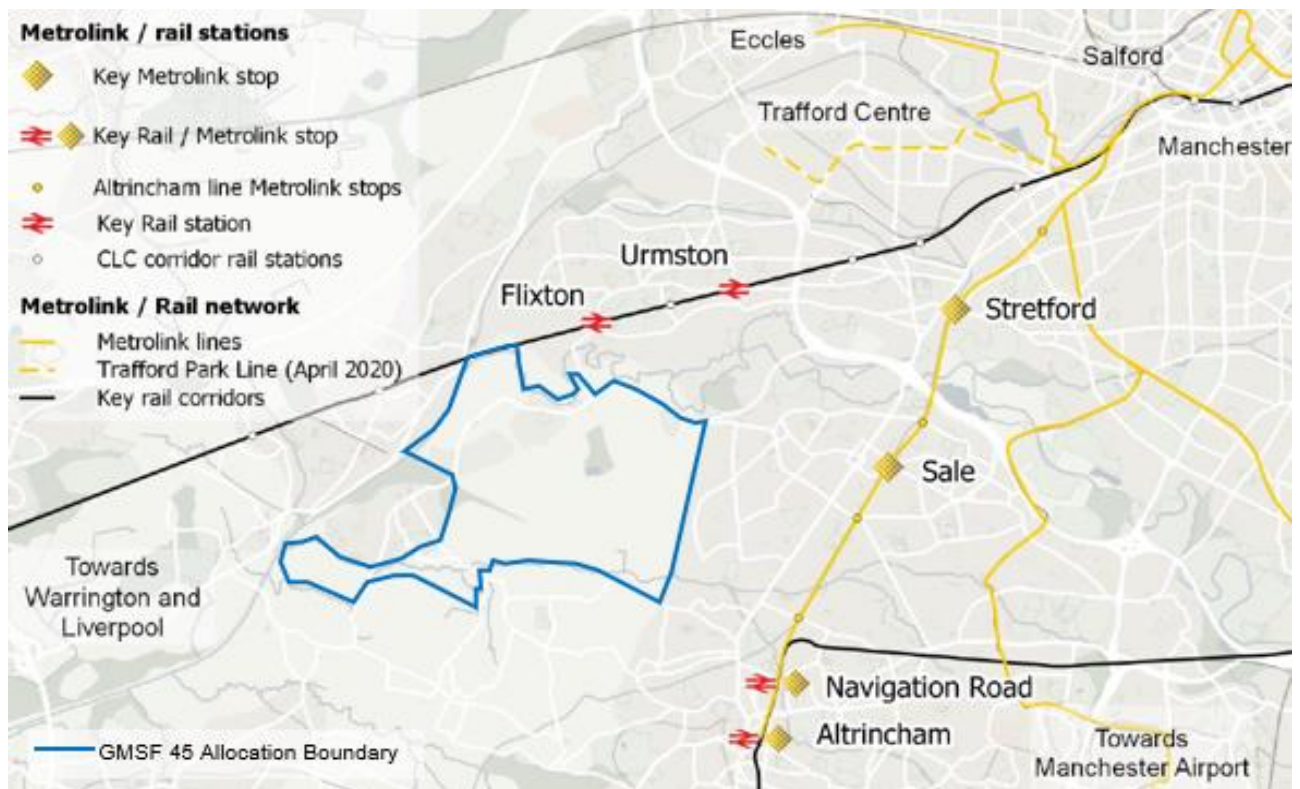 Metrolink / rail stations
Key Metrolink stop
Key Rail / Metrolink stop
Altrincham line Metrolink stops
Key Rail station
CLC corridor rail stations
Metrolink / Rail network
Metrolink lines
Trafford Park Line (April 2020)
Key rail corridors
Eccles
Salford
Trafford Centre
Manchester
Urmston
Flixton
Stretford
Sale
Towards
Warrington and
Liverpool
Navigation Road
Altrincham
Towards
Manchester Airport
GMSF 45 Allocation Boundary